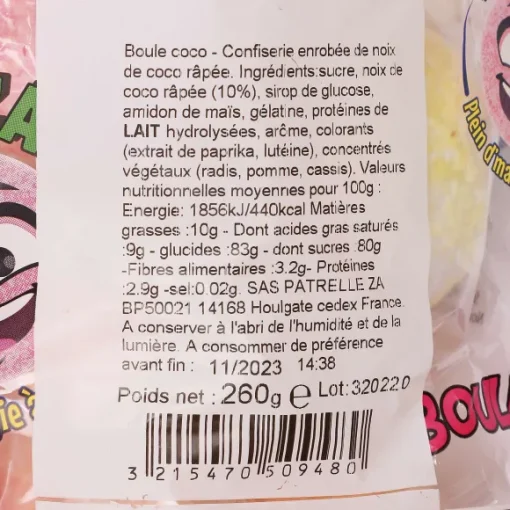 Boule coco - Confiserie enrobée de noix
de coco râpée. Ingrédients:sucre, noix de
coco râpée (10%), sirop de glucose,
amidon de maïs, gélatine, protéines de
LAIT hydrolysées, arôme, colorants
(extrait de paprika, lutéine), concentrés
végétaux (radis, pomme, cassis). Valeurs
nutritionnelles moyennes pour 100g :
Energie: 1856kJ/440kcal Matières
grasses :10g - Dont acides gras saturés
:9g - glucides :83g - dont sucres :80g
-Fibres alimentaires :3.2g- Protéines
:2.9g -sel:0.02g. SAS PATRELLE ZA
BP50021 14168 Houlgate cedex France.
A conserver à l'abri de l'humidité et de la
lumière. A consommer de préférence
avant fin : 11/2023 14:38
Poids net : 260g e Lot:320220
3 215470 509480
Plein d'ma
BOUL